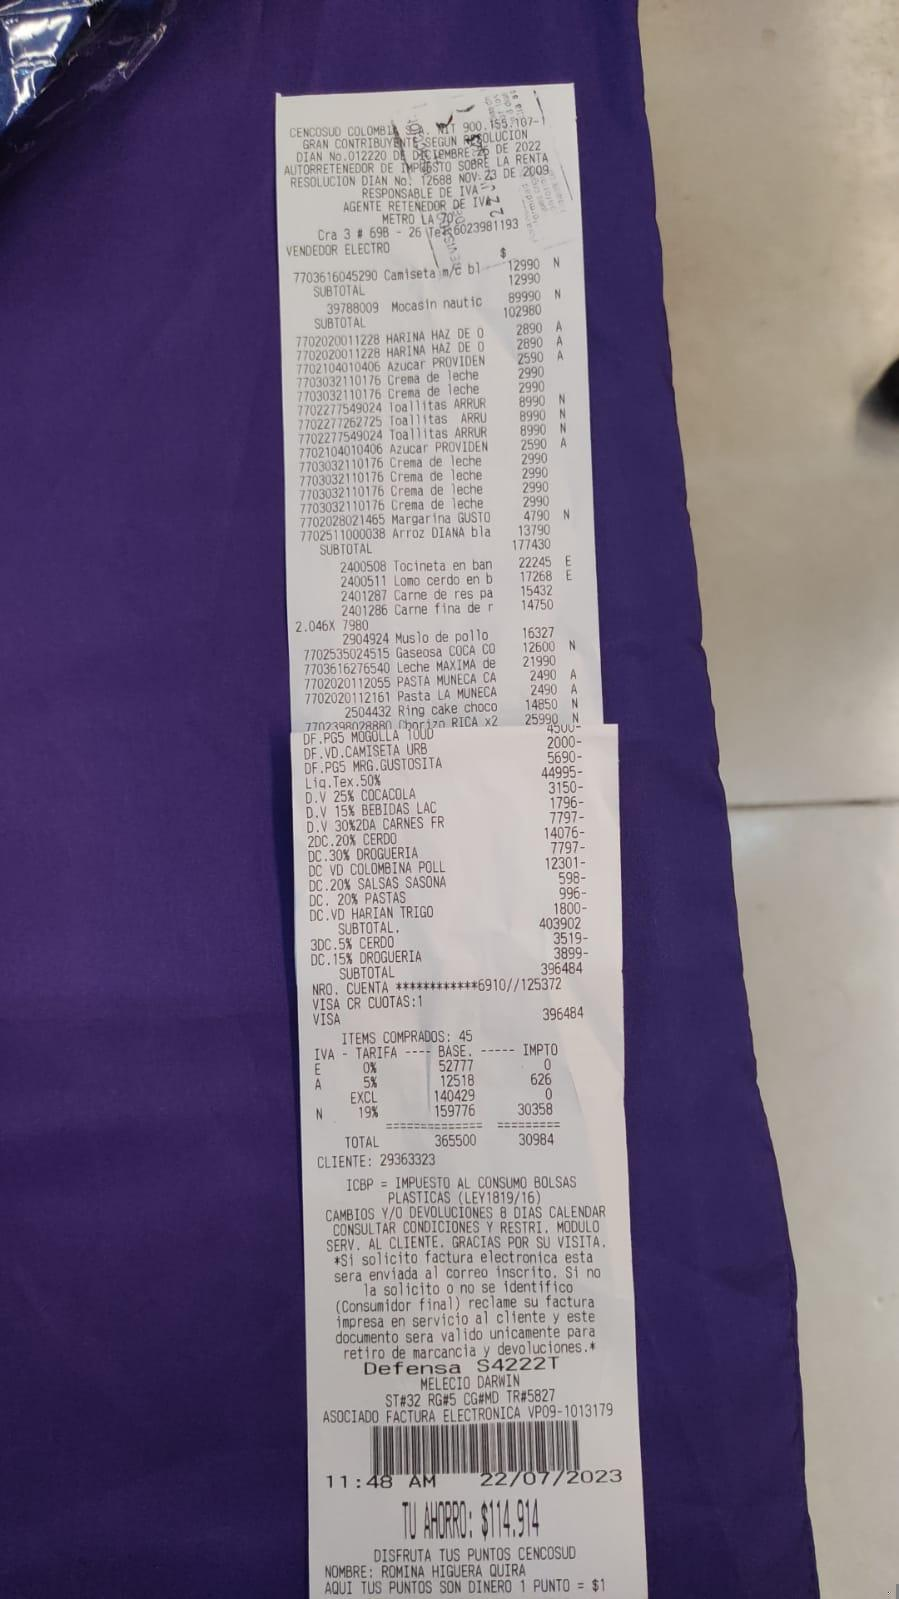 CENCOSUD COLOMBIA S.A. NIT 900.155.107-1
GRAN CONTRIBUYENTE SEGUN RESOLUCION
DIAN No.012220 DE DICIEMBRE 26 DE 2022
AUTORRETENEDOR DE IMPUESTO SOBRE LA RENTA
RESOLUCION DIAN No. 12688 NOV. 23 DE 2009
RESPONSABLE DE IVA
AGENTE RETENEDOR DE IVA
METRO LA 70
Cra 3 # 69B - 26 Tel 6023981193
VENDEDOR ELECTRO
$
7703616045290 Camiseta m/c bl 12990 N
SUBTOTAL 12990
39788009 Mocasin nautic 89990 N
SUBTOTAL 102980
7702020011228 HARINA HAZ DE O 2890 A
7702020011228 HARINA HAZ DE O 2890 A
7702104010406 Azucar PROVIDEN 2590 A
7703032110176 Crema de leche 2990
7703032110176 Crema de leche 2990
7702277549024 Toallitas ARRUR 8990 N
7702277262725 Toallitas ARRU 8990 N
7702277549024 Toallitas ARRUR 8990 N
7702104010406 Azucar PROVIDEN 2590 A
7703032110176 Crema de leche 2990
7703032110176 Crema de leche 2990
7703032110176 Crema de leche 2990
7703032110176 Crema de leche 2990
7702028021465 Margarina GUSTO 4790 N
7702511000038 Arroz DIANA bla 13790
SUBTOTAL 177430
2400508 Tocineta en ban 22245 E
2400511 Lomo cerdo en b 17268 E
2401287 Carne de res pa 15432
2401286 Carne fina de r 14750
2.046X 7980
2904924 Muslo de pollo 16327
7702535024515 Gaseosa COCA CO 12600 N
7703616276540 Leche MAXIMA de 21990
7702020112055 PASTA MUNECA CA 2490 A
7702020112161 Pasta LA MUNECA 2490 A
2504432 Ring cake choco 14850 N
7702398028880 Chorizo RICA x2 25990 N
DF.PG5 MOGOLLA 100D 4500-
DF.VD.CAMISETA URB 2000-
DF.PG5 MRG.GUSTOSITA 5690-
Liq.Tex.50% 44995-
D.V 25% COCACOLA 3150-
D.V 15% BEBIDAS LAC 1796-
D.V 30%2DA CARNES FR 7797-
2DC.20% CERDO 14076-
DC.30% DROGUERIA 7797-
DC VD COLOMBINA POLL 12301-
DC.20% SALSAS SASONA 598-
DC. 20% PASTAS 996-
DC.VD HARIAN TRIGO 1800-
SUBTOTAL. 403902
3DC.5% CERDO 3519-
DC.15% DROGUERIA 3899-
SUBTOTAL 396484
NRO. CUENTA ************6910//125372
VISA CR CUOTAS:1
VISA 396484
ITEMS COMPRADOS: 45
IVA - TARIFA ---- BASE. ----- IMPTO
E 0% 52777 0
A 5% 12518 626
EXCL 140429 0
N 19% 159776 30358
============== =========
TOTAL 365500 30984
CLIENTE: 29363323
ICBP = IMPUESTO AL CONSUMO BOLSAS
PLASTICAS (LEY1819/16)
CAMBIOS Y/O DEVOLUCIONES 8 DIAS CALENDAR
CONSULTAR CONDICIONES Y RESTRI. MODULO
SERV. AL CLIENTE. GRACIAS POR SU VISITA.
*Si solicito factura electronica esta
sera enviada al correo inscrito. Si no
la solicito o no se identifico
(Consumidor final) reclame su factura
impresa en servicio al cliente y este
documento sera valido unicamente para
retiro de marcancia y devoluciones.*
Defensa S4222T
MELECIO DARWIN
ST#32 RG#5 CG#MD TR#5827
ASOCIADO FACTURA ELECTRONICA VP09-1013179
11:48 AM 22/07/2023
TU AHORRO: $114.914
DISFRUTA TUS PUNTOS CENCOSUD
NOMBRE: ROMINA HIGUERA QUIRA
AQUI TUS PUNTOS SON DINERO 1 PUNTO = $1